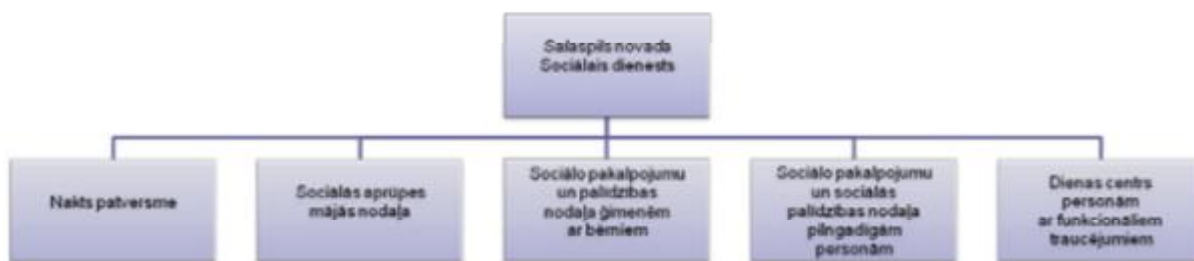 Salaspils novada
Sociālais dienests
Nakts patversme
Sociālās aprūpes
mājās nodaļa
Sociālo pakalpojumu
un palīdzības
nodaļa ģimenēm
ar bērniem
Sociālo pakalpojumu
un sociālās
palīdzības nodaļa
pilngadīgām
personām
Dienas centrs
personām
ar funkcionāliem
traucējumiem